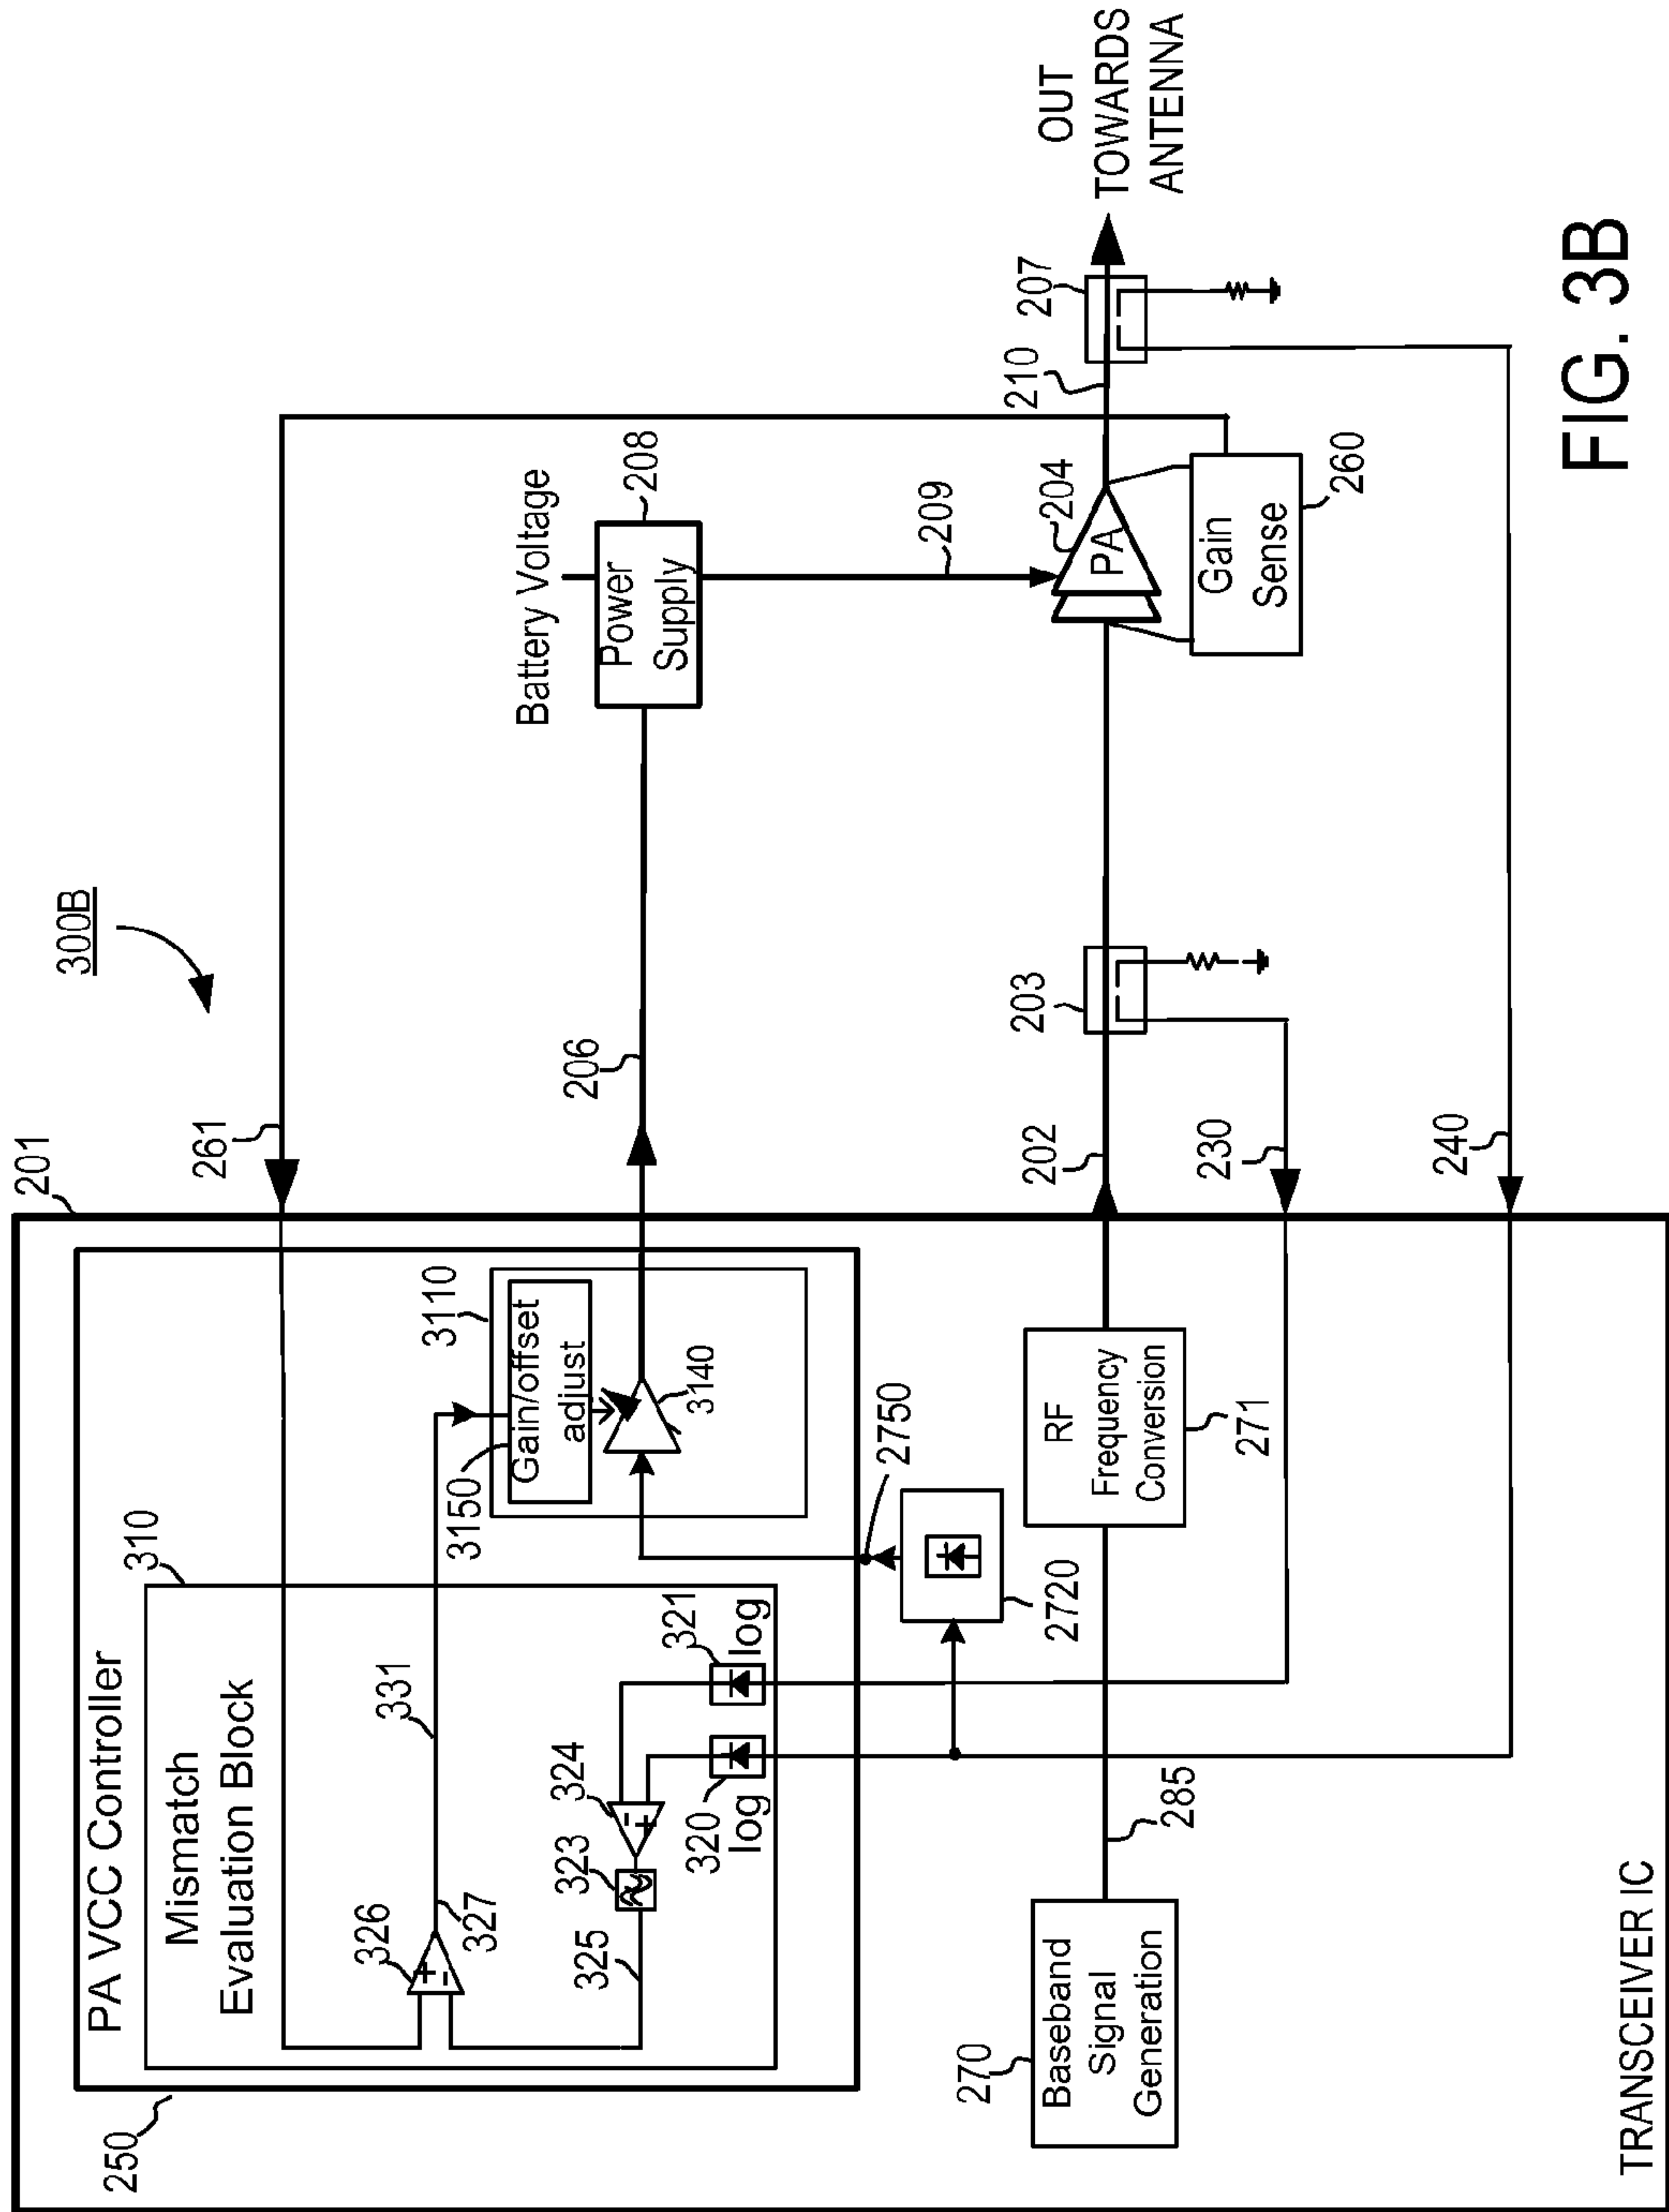 300B
201
TRANSCEIVER IC
250
PA VCC Controller
310
Mismatch
Evaluation Block
261
331
326
+
-
327
3110
3150
Gain/offset
adjust
3140
206
Battery Voltage
Power
Supply
208
209
325
323
324
-
+
320
log
321
log
2750
2720
270
Baseband
Signal
Generation
285
RF
Frequency
Conversion
271
202
203
230
240
204
PA
Gain
Sense
260
210
207
OUT
TOWARDS
ANTENNA
FIG. 3B